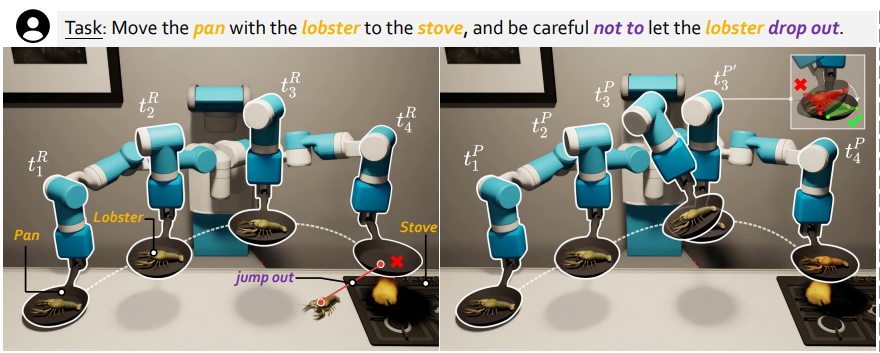 Task: Move the pan with the lobster to the stove, and be careful not to let the lobster drop out.
t_1^R
t_2^R
t_3^R
t_4^R
Pan
Lobster
Stove
jump out
t_1^P
t_2^P
t_3^P
t_3^{P'}
t_4^P